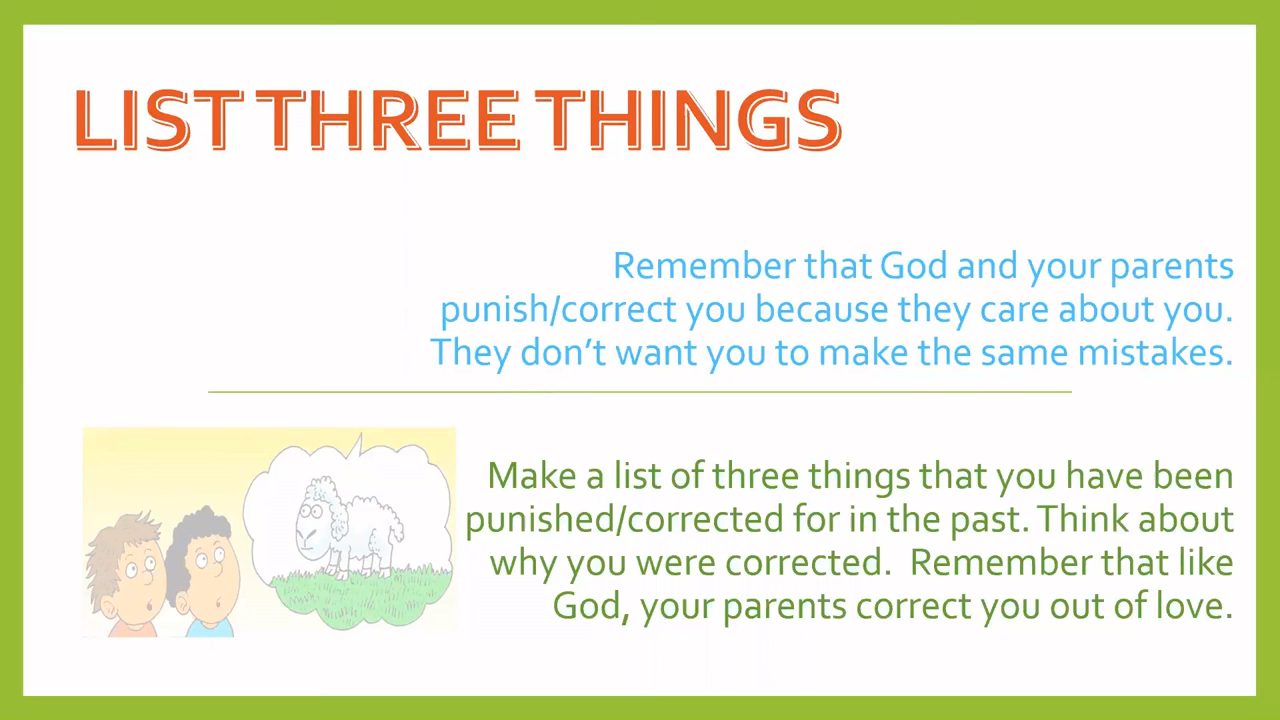 LIST THREE THINGS
Remember that God and your parents
punish/correct you because they care about you.
They don’t want you to make the same mistakes.
Make a list of three things that you have been
punished/corrected for in the past. Think about
why you were corrected.  Remember that like
God, your parents correct you out of love.